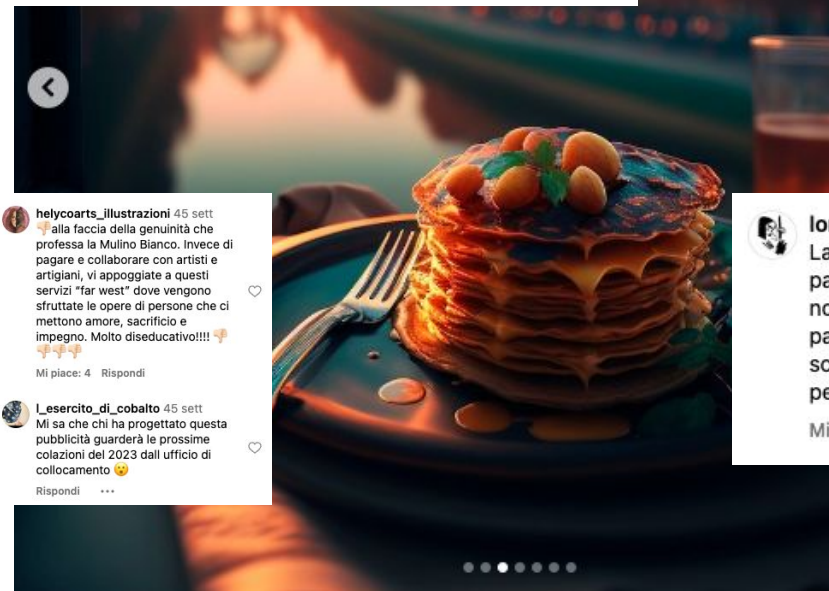 helycoarts_illustrazioni 45 sett
👎🏻alla faccia della genuinità che
professa la Mulino Bianco. Invece di
pagare e collaborare con artisti e
artigiani, vi appoggiate a questi
servizi “far west” dove vengono
sfruttate le opere di persone che ci
mettono amore, sacrificio e
impegno. Molto diseducativo!!!! 👎🏻
👎🏻👎🏻👎🏻
Mi piace: 4 Rispondi
l_esercito_di_cobalto 45 sett
Mi sa che chi ha progettato questa
pubblicità guarderà le prossime
colazioni del 2023 dall ufficio di
collocamento 😮
Rispondi ...
La
pa
no
pa
so
pe
Mi